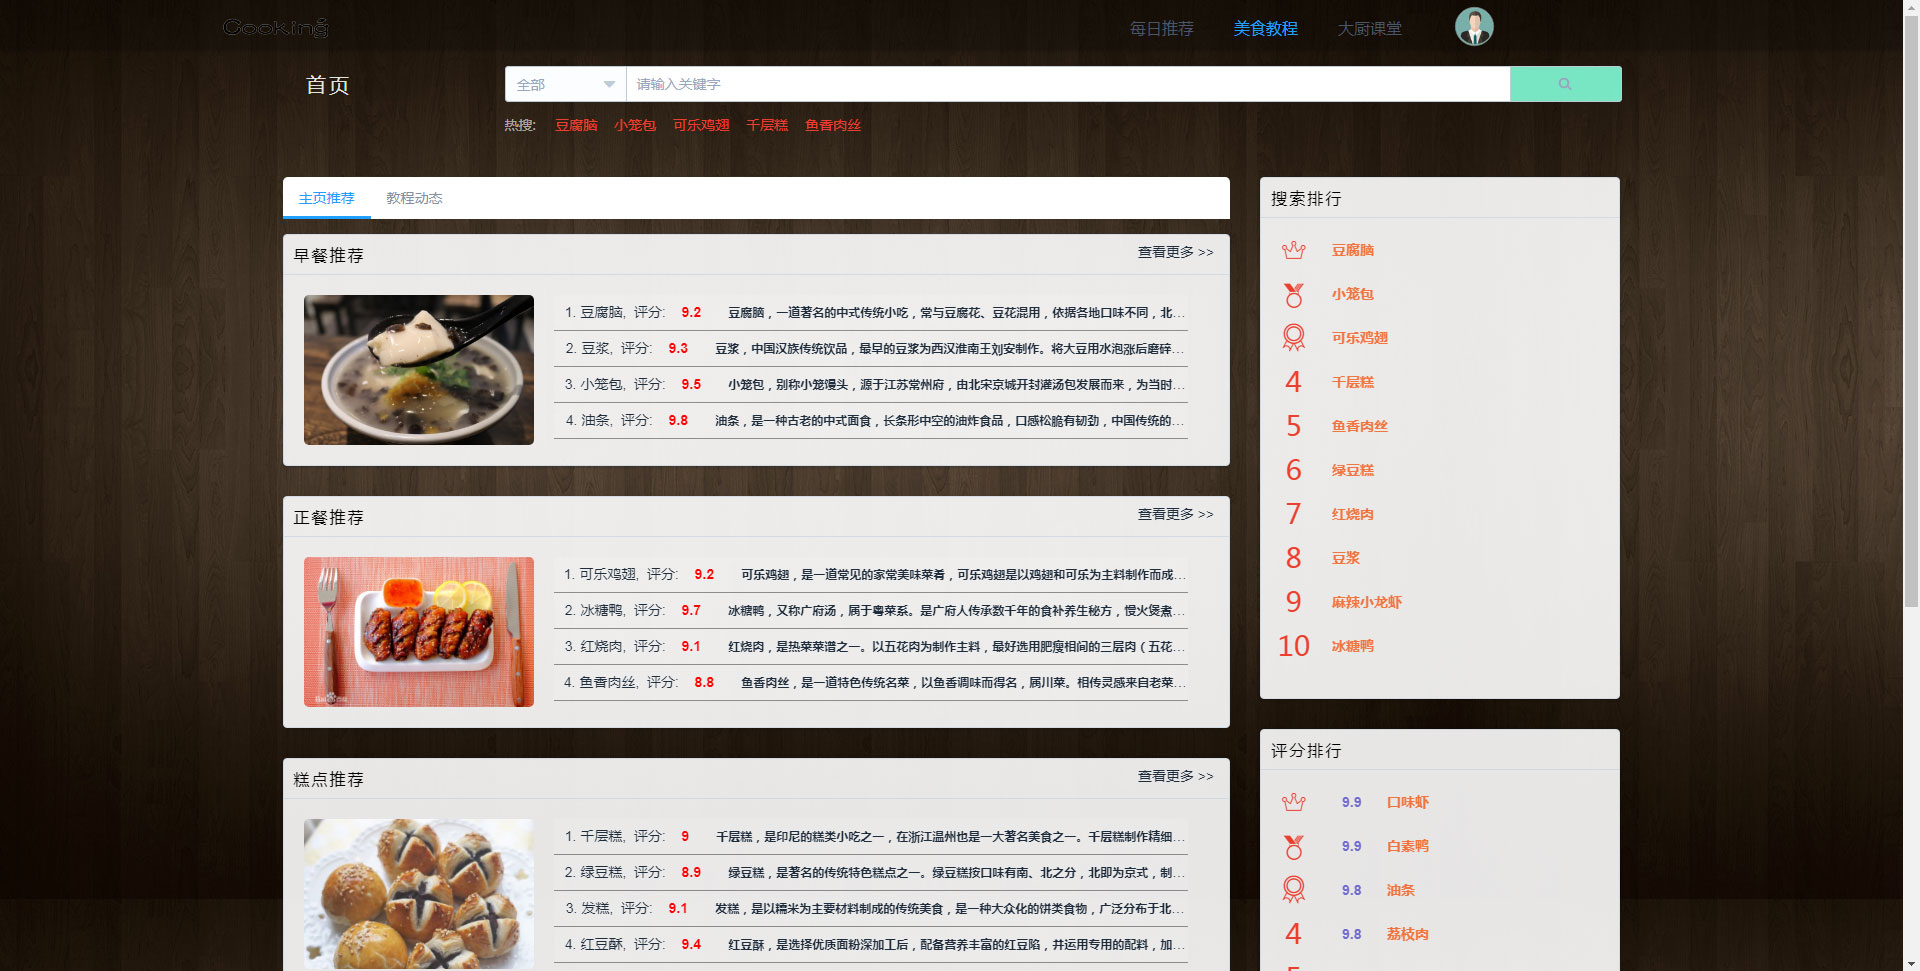 Cooking
每日推荐 美食教程 大厨课堂
首页
全部 请输入关键字
热搜: 豆腐脑 小笼包 可乐鸡翅 千层糕 鱼香肉丝
主页推荐 教程动态
早餐推荐 查看更多 >>
1. 豆腐脑, 评分: 9.2 豆腐脑，一道著名的中式传统小吃，常与豆腐花、豆花混用，依据各地口味不同，北...
2. 豆浆, 评分: 9.3 豆浆，中国汉族传统饮品，最早的豆浆为西汉淮南王刘安制作。将大豆用水泡涨后磨碎...
3. 小笼包, 评分: 9.5 小笼包，别称小笼馒头，源于江苏常州府，由北宋京城开封灌汤包发展而来，为当时...
4. 油条, 评分: 9.8 油条，是一种古老的中式面食，长条形中空的油炸食品，口感松脆有韧劲，中国传统的...
正餐推荐 查看更多 >>
1. 可乐鸡翅, 评分: 9.2 可乐鸡翅，是一道常见的家常美味菜肴，可乐鸡翅是以鸡翅和可乐为主料制作而成...
2. 冰糖鸭, 评分: 9.7 冰糖鸭，又称广府汤，属于粤菜系。是广府人传承数千年的食补养生秘方，慢火煲煮...
3. 红烧肉, 评分: 9.1 红烧肉，是热菜菜谱之一。以五花肉为制作主料，最好选用肥瘦相间的三层肉（五花...
4. 鱼香肉丝, 评分: 8.8 鱼香肉丝，是一道特色传统名菜，以鱼香调味而得名，属川菜。相传灵感来自老菜...
糕点推荐 查看更多 >>
1. 千层糕, 评分: 9 千层糕，是印尼的糕类小吃之一，在浙江温州也是一大著名美食之一。千层糕制作精细...
2. 绿豆糕, 评分: 8.9 绿豆糕，是著名的传统特色糕点之一。绿豆糕按口味有南、北之分，北即为京式，制...
3. 发糕, 评分: 9.1 发糕，是以糯米为主要材料制成的传统美食，是一种大众化的饼类食物，广泛分布于北...
4. 红豆酥, 评分: 9.4 红豆酥，是选择优质面粉深加工后，配备营养丰富的红豆陷，并运用专用的配料，加...
搜索排行
豆腐脑
小笼包
可乐鸡翅
4 千层糕
5 鱼香肉丝
6 绿豆糕
7 红烧肉
8 豆浆
9 麻辣小龙虾
10 冰糖鸭
评分排行
9.9 口味虾
9.9 白素鸭
9.8 油条
4 9.8 荔枝肉